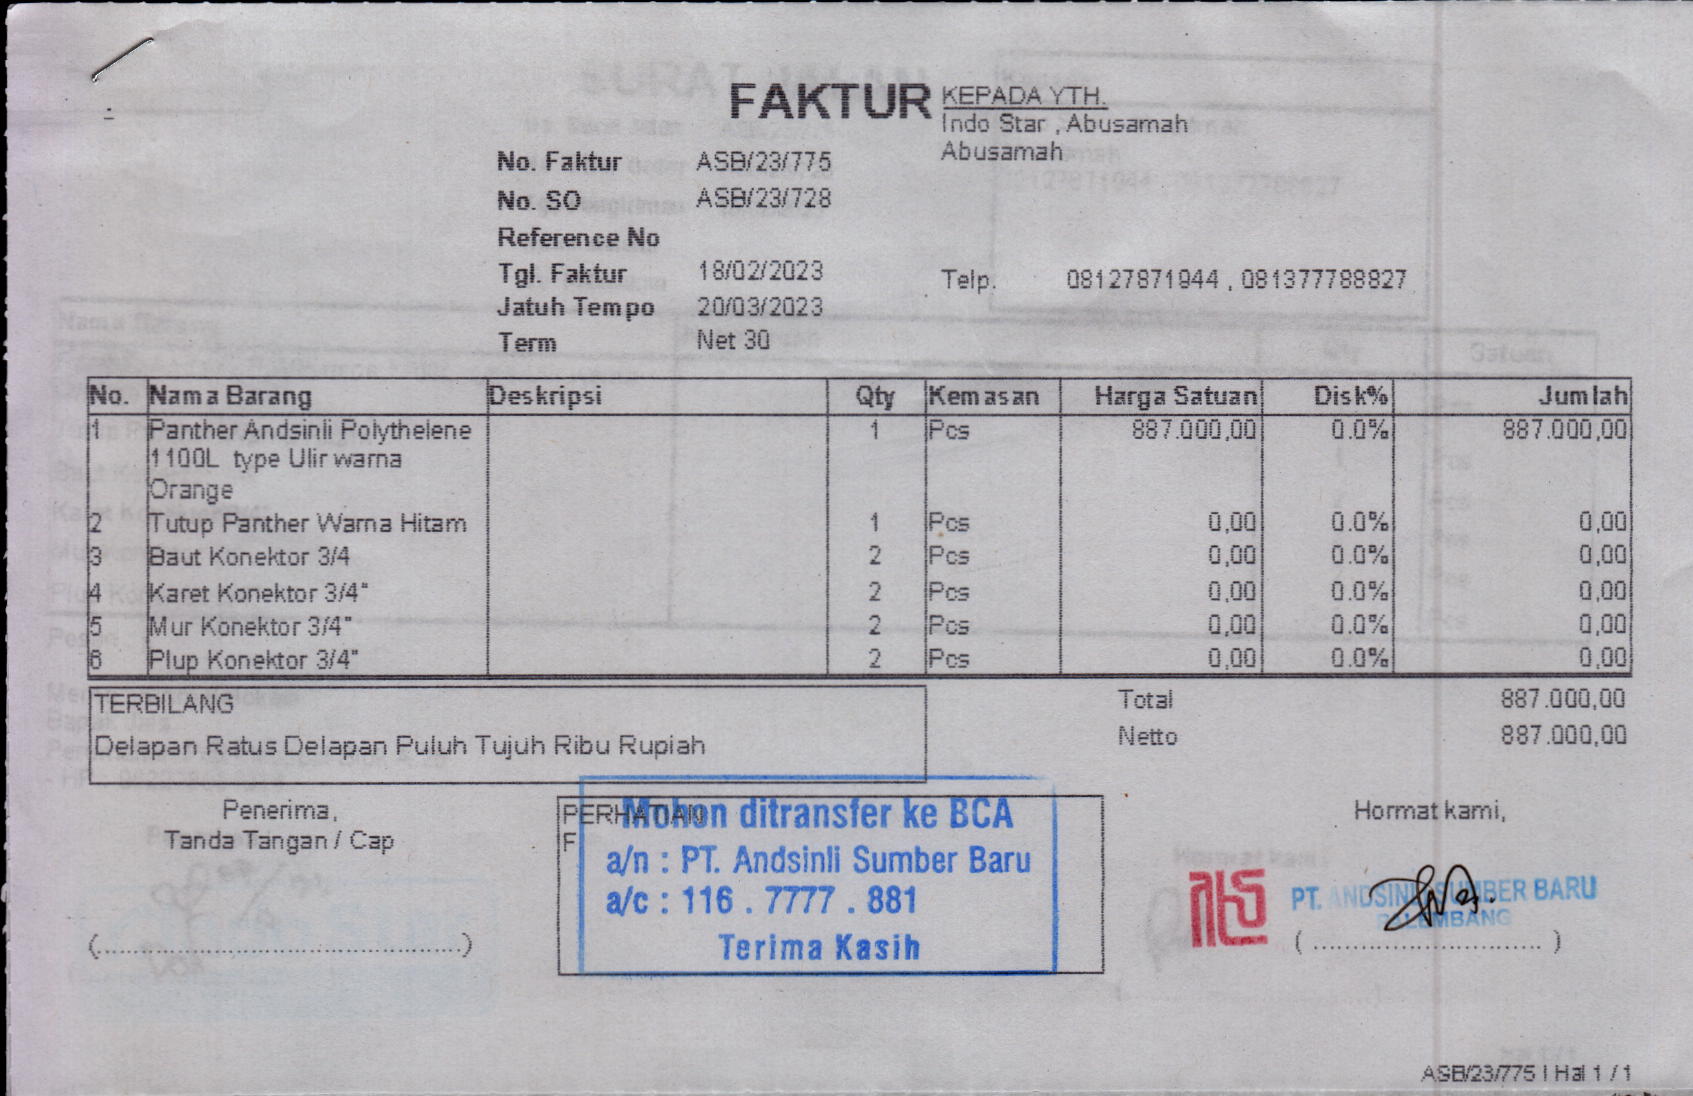 FAKTUR
KEPADA YTH.
Indo Star , Abusamah
Abusamah
No. Faktur ASB/23/775
No. SO ASB/23/728
Reference No
Tgl. Faktur 18/02/2023
Jatuh Tempo 20/03/2023
Term Net 30
Telp. 08127871944 , 081377788827
No. Nama Barang Deskripsi Qty Kemasan Harga Satuan Disk% Jumlah
1 Panther Andsinli Polythelene 1 Pcs 887.000,00 0.0% 887.000,00
1100L type Ulir warna
Orange
2 Tutup Panther Warna Hitam 1 Pcs 0,00 0.0% 0,00
3 Baut Konektor 3/4 2 Pcs 0,00 0.0% 0,00
4 Karet Konektor 3/4" 2 Pcs 0,00 0.0% 0,00
5 Mur Konektor 3/4" 2 Pcs 0,00 0.0% 0,00
6 Plup Konektor 3/4" 2 Pcs 0,00 0.0% 0,00
TERBILANG
Delapan Ratus Delapan Puluh Tujuh Ribu Rupiah
Total 887.000,00
Netto 887.000,00
Penerima,
Tanda Tangan / Cap
(....................................)
PERHATIAN
F
Mohon ditransfer ke BCA
a/n : PT. Andsinli Sumber Baru
a/c : 116 . 7777 . 881
Terima Kasih
Hormat kami,
PT. ANDSINLI SUMBER BARU
PALEMBANG
( ............................ )
ASB/23/775 | Hal 1 / 1